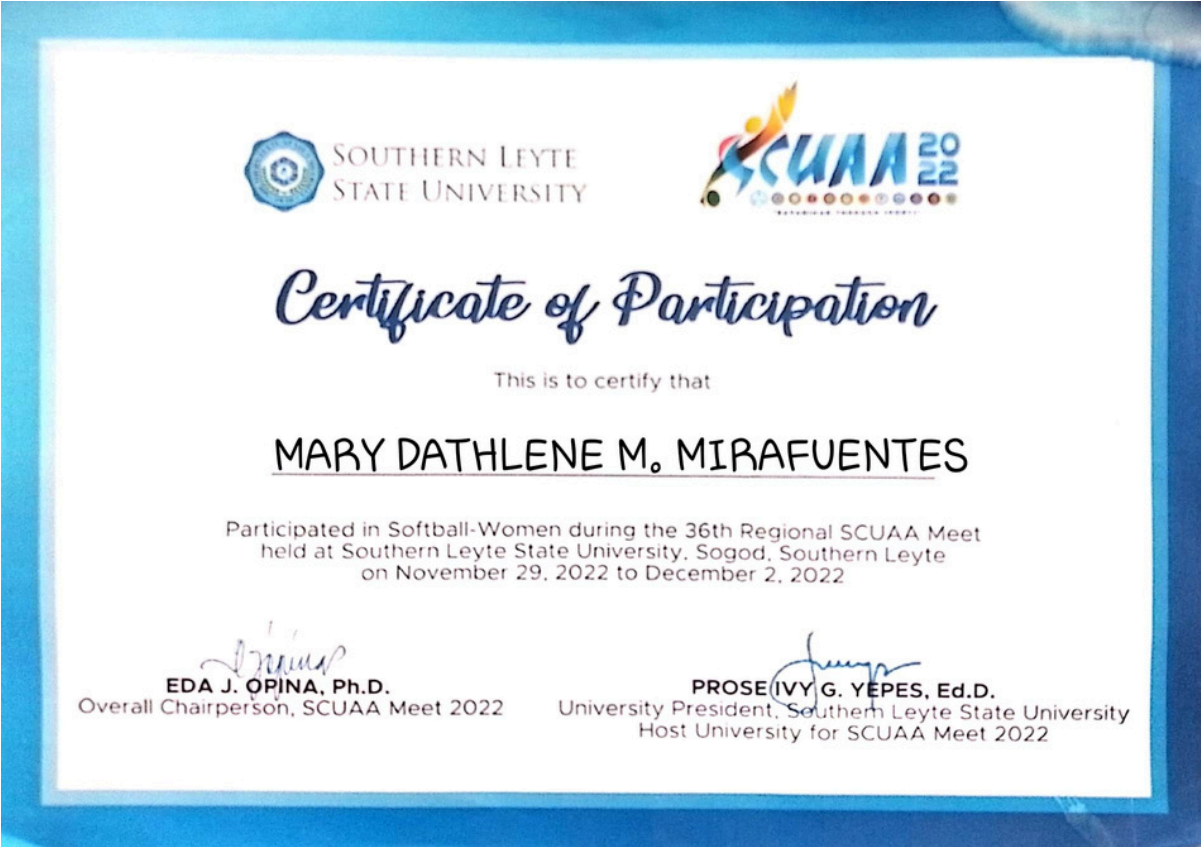 SOUTHERN LEYTE
STATE UNIVERSITY
SCUAA 2022
Certificate of Participation
This is to certify that
MARY DATHLENE M. MIRAFUENTES
Participated in Softball-Women during the 36th Regional SCUAA Meet
held at Southern Leyte State University, Sogod, Southern Leyte
on November 29, 2022 to December 2, 2022
EDA J. OPINA, Ph.D.
Overall Chairperson, SCUAA Meet 2022
PROSE IVY G. YEPES, Ed.D.
University President, Southern Leyte State University
Host University for SCUAA Meet 2022